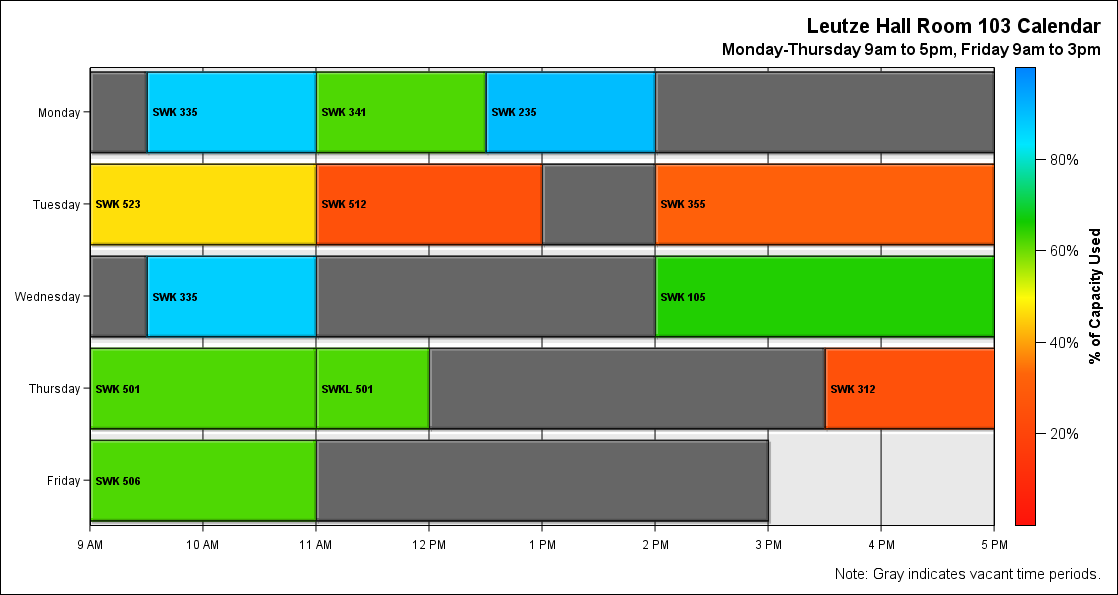 Leutze Hall Room 103 Calendar
Monday-Thursday 9am to 5pm, Friday 9am to 3pm
Monday
SWK 335
SWK 341
SWK 235
Tuesday
SWK 523
SWK 512
SWK 355
Wednesday
SWK 335
SWK 105
Thursday
SWK 501
SWKL 501
SWK 312
Friday
SWK 506
9 AM
10 AM
11 AM
12 PM
1 PM
2 PM
3 PM
4 PM
5 PM
80%
60%
40%
20%
% of Capacity Used
Note: Gray indicates vacant time periods.